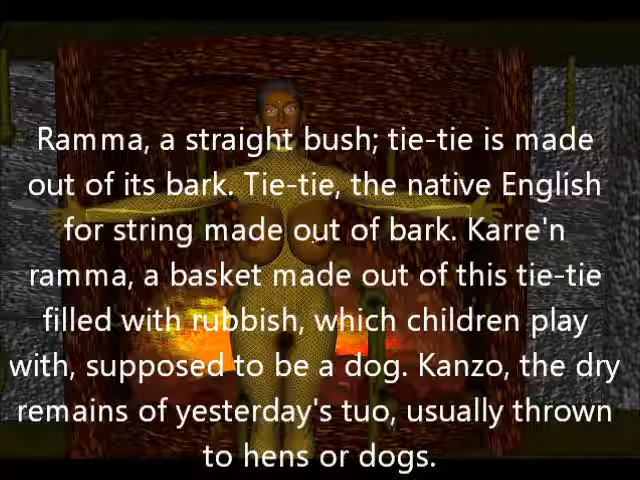 Ramma, a straight bush; tie-tie is made
out of its bark. Tie-tie, the native English
for string made out of bark. Karre'n
ramma, a basket made out of this tie-tie
filled with rubbish, which children play
with, supposed to be a dog. Kanzo, the dry
remains of yesterday's tuo, usually thrown
to hens or dogs.